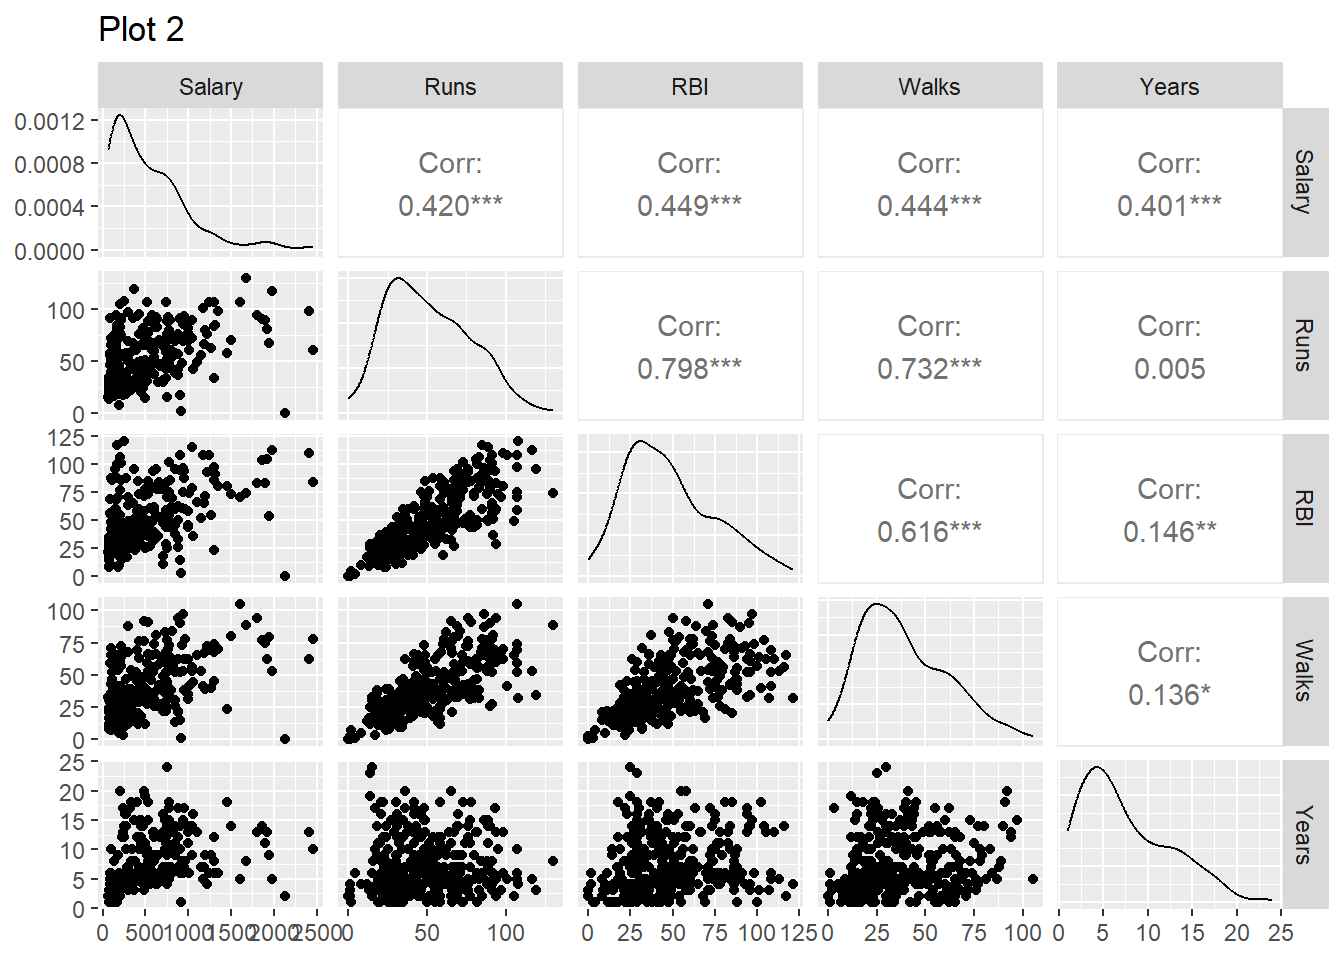 Plot 2
Salary Runs RBI Walks Years
0.0012
0.0008
0.0004
0.0000
Corr:
0.420***
Corr:
0.449***
Corr:
0.444***
Corr:
0.401***
Salary
100
50
0
Corr:
0.798***
Corr:
0.732***
Corr:
0.005
Runs
125
100
75
50
25
0
Corr:
0.616***
Corr:
0.146**
RBI
100
75
50
25
0
Corr:
0.136*
Walks
25
20
15
10
5
0
Years
0 500 1000 1500 2000 2500
0 50 100
0 25 50 75 100 125
0 25 50 75 100
0 5 10 15 20 25